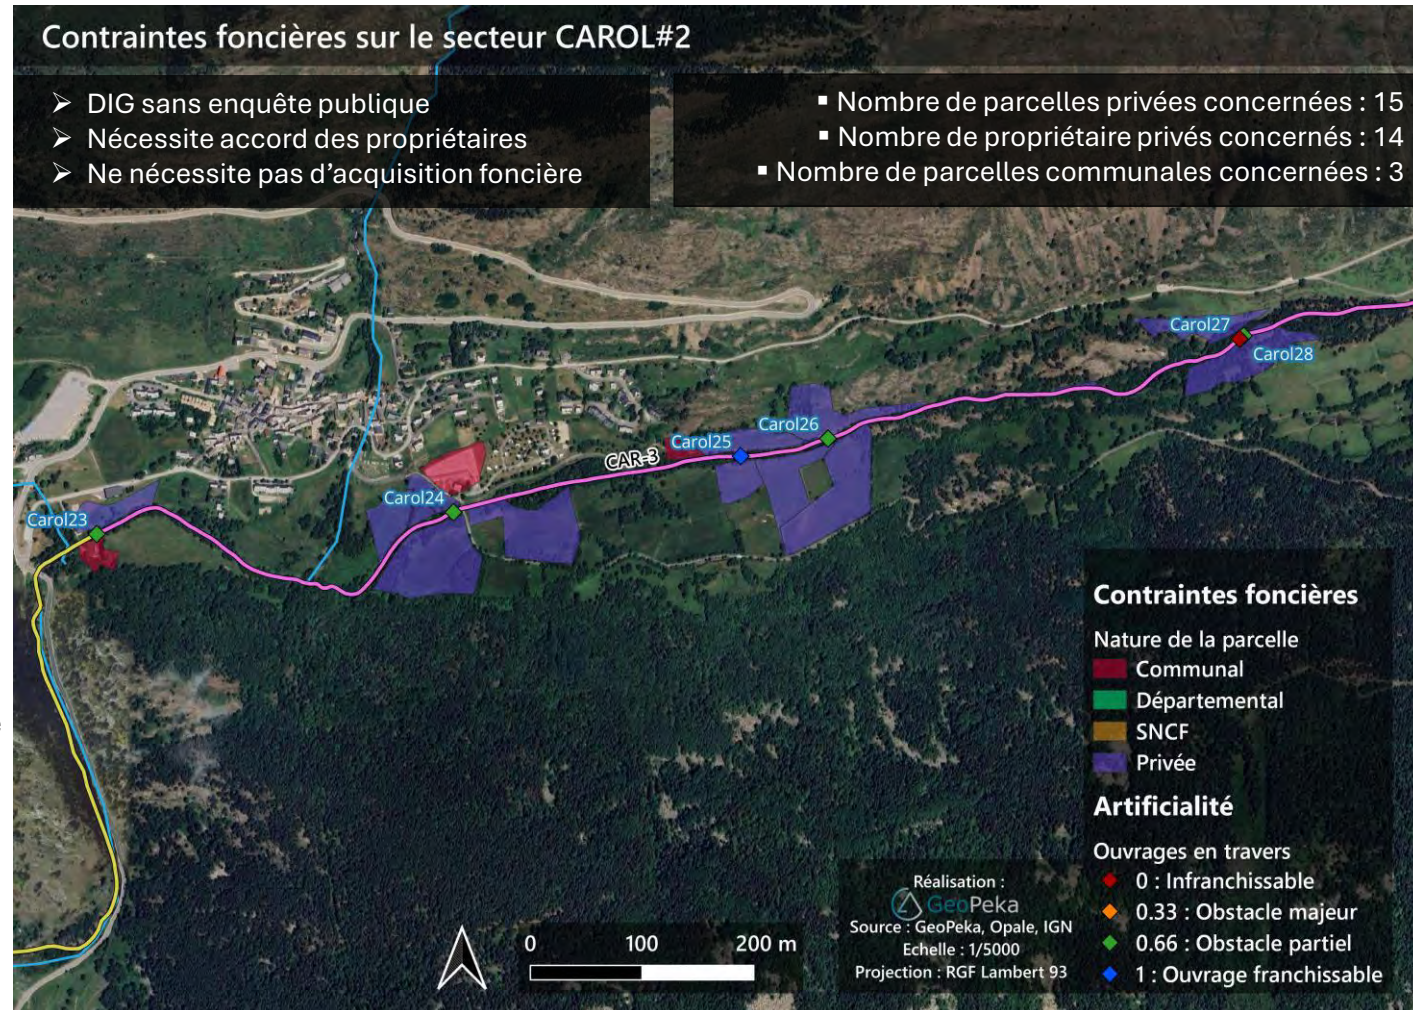 Contraintes foncières sur le secteur CAROL#2
➢ DIG sans enquête publique
➢ Nécessite accord des propriétaires
➢ Ne nécessite pas d'acquisition foncière
▪ Nombre de parcelles privées concernées : 15
▪ Nombre de propriétaire privés concernés : 14
▪ Nombre de parcelles communales concernées : 3
Carol27
Carol28
Carol26
Carol25
CAR-3
Carol24
Carol23
Contraintes foncières
Nature de la parcelle
Communal
Départemental
SNCF
Privée
Artificialité
Ouvrages en travers
0 : Infranchissable
0.33 : Obstacle majeur
0.66 : Obstacle partiel
1 : Ouvrage franchissable
Réalisation :
GeoPeka
Source : GeoPeka, Opale, IGN
Echelle : 1/5000
Projection : RGF Lambert 93
0 100 200 m